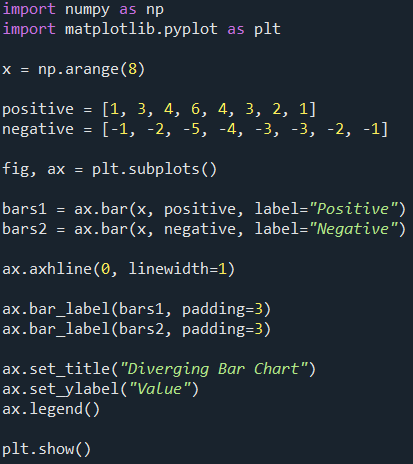 import numpy as np
import matplotlib.pyplot as plt
x = np.arange(8)
positive = [1, 3, 4, 6, 4, 3, 2, 1]
negative = [-1, -2, -5, -4, -3, -3, -2, -1]
fig, ax = plt.subplots()
bars1 = ax.bar(x, positive, label="Positive")
bars2 = ax.bar(x, negative, label="Negative")
ax.axhline(0, linewidth=1)
ax.bar_label(bars1, padding=3)
ax.bar_label(bars2, padding=3)
ax.set_title("Diverging Bar Chart")
ax.set_ylabel("Value")
ax.legend()
plt.show()